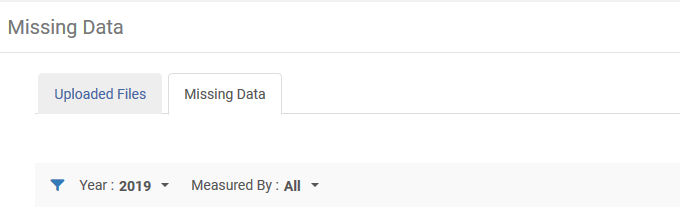 Missing Data
Uploaded Files Missing Data
Year : 2019 Measured By : All